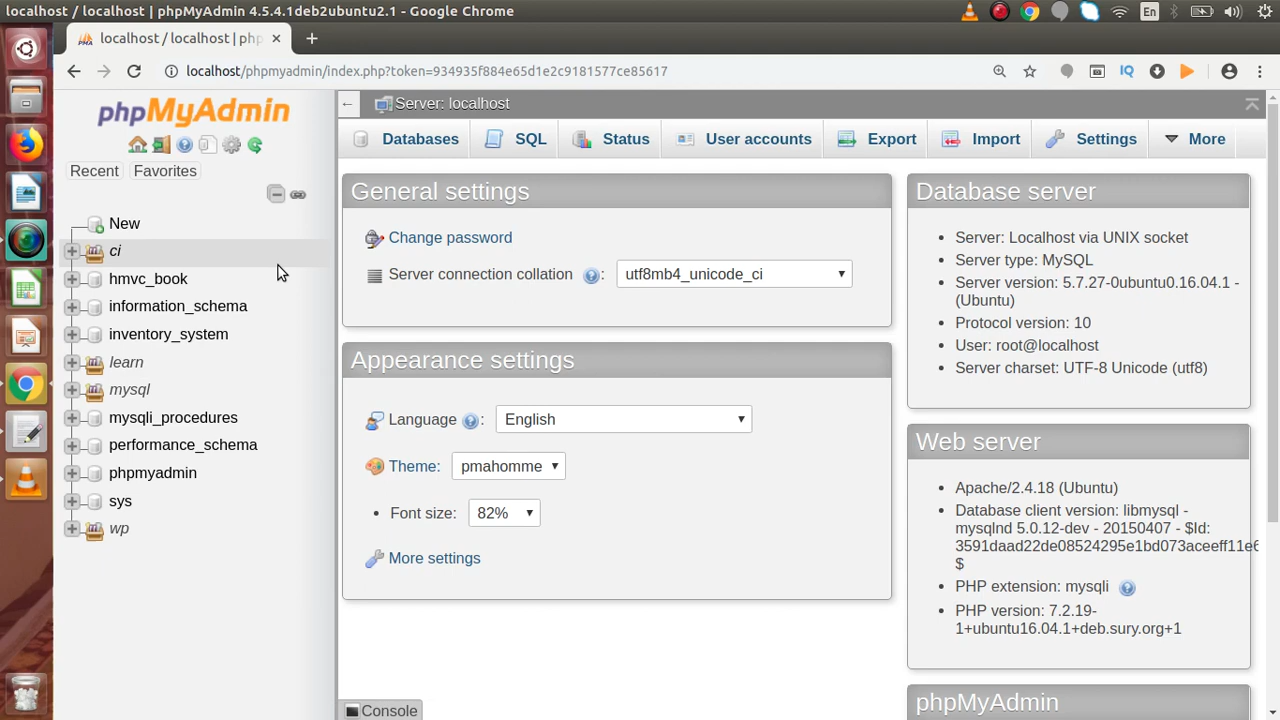 localhost / localhost | phpMyAdmin 4.5.4.1deb2ubuntu2.1 - Google Chrome
En
localhost / localhost | php
localhost/phpmyadmin/index.php?token=934935f884e65d1e2c9181577ce85617
IQ
phpMyAdmin
Recent
Favorites
New
ci
hmvc_book
information_schema
inventory_system
learn
mysql
mysqli_procedures
performance_schema
phpmyadmin
sys
wp
Server: localhost
Databases
SQL
Status
User accounts
Export
Import
Settings
More
General settings
Change password
Server connection collation
utf8mb4_unicode_ci
Appearance settings
Language
:
English
Theme:
pmahomme
Font size:
82%
More settings
Database server
Server: Localhost via UNIX socket
Server type: MySQL
Server version: 5.7.27-0ubuntu0.16.04.1 -
(Ubuntu)
Protocol version: 10
User: root@localhost
Server charset: UTF-8 Unicode (utf8)
Web server
Apache/2.4.18 (Ubuntu)
Database client version: libmysql -
mysqlnd 5.0.12-dev - 20150407 - $Id:
3591daad22de08524295e1bd073aceeff11e6
$
PHP extension: mysqli
PHP version: 7.2.19-
1+ubuntu16.04.1+deb.sury.org+1
phpMyAdmin
Console